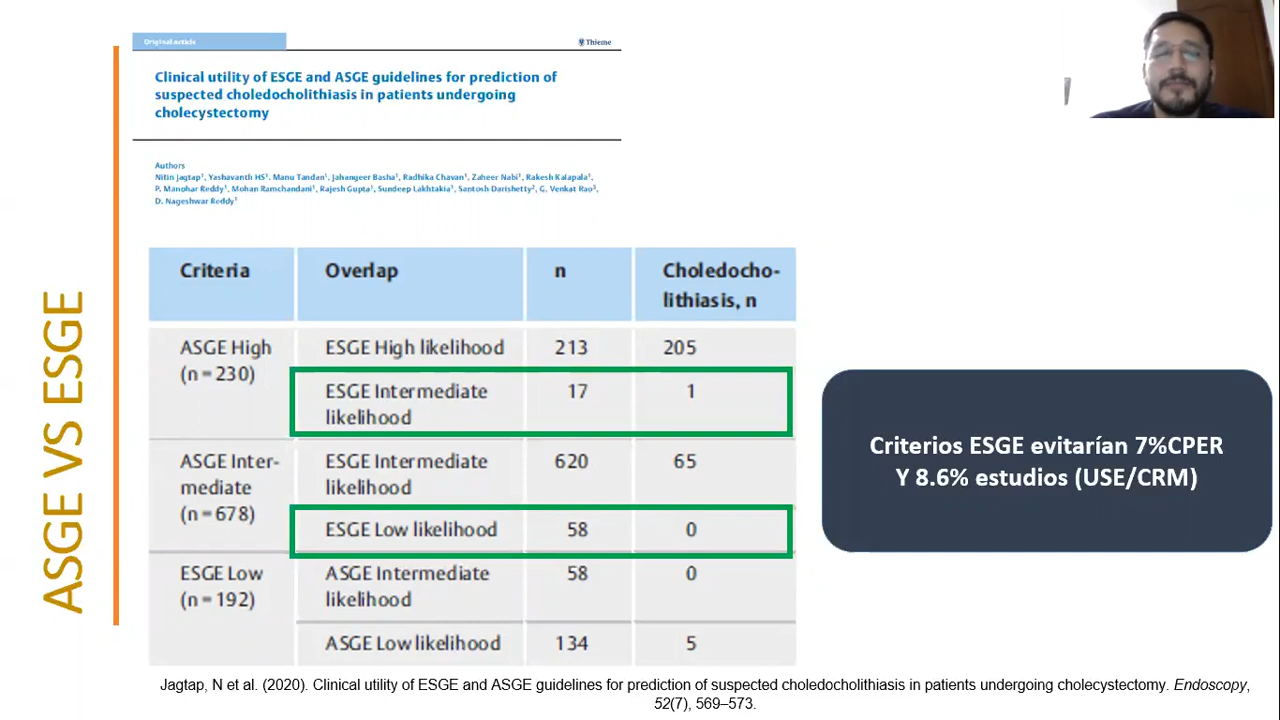 Original article
Thieme
Clinical utility of ESGE and ASGE guidelines for prediction of
suspected choledocholithiasis in patients undergoing
cholecystectomy
Authors
Nitin Jagtap¹, Yashavanth HS¹, Manu Tandan¹, Jahangeer Basha¹, Radhika Chavan¹, Zaheer Nabi¹, Rakesh Kalapala¹,
P. Manohar Reddy¹, Mohan Ramchandani¹, Rajesh Gupta¹, Sundeep Lakhtakia¹, Santosh Darishetty², G. Venkat Rao³,
D. Nageshwar Reddy¹
ASGE VS ESGE
Criteria Overlap n Choledocho-
lithiasis, n
ASGE High ESGE High likelihood 213 205
(n = 230)
ESGE Intermediate 17 1
likelihood
ASGE Inter- ESGE Intermediate 620 65
mediate likelihood
(n = 678)
ESGE Low likelihood 58 0
ESGE Low ASGE Intermediate 58 0
(n = 192) likelihood
ASGE Low likelihood 134 5
Criterios ESGE evitarían 7%CPER
Y 8.6% estudios (USE/CRM)
Jagtap, N et al. (2020). Clinical utility of ESGE and ASGE guidelines for prediction of suspected choledocholithiasis in patients undergoing cholecystectomy. Endoscopy,
52(7), 569–573.